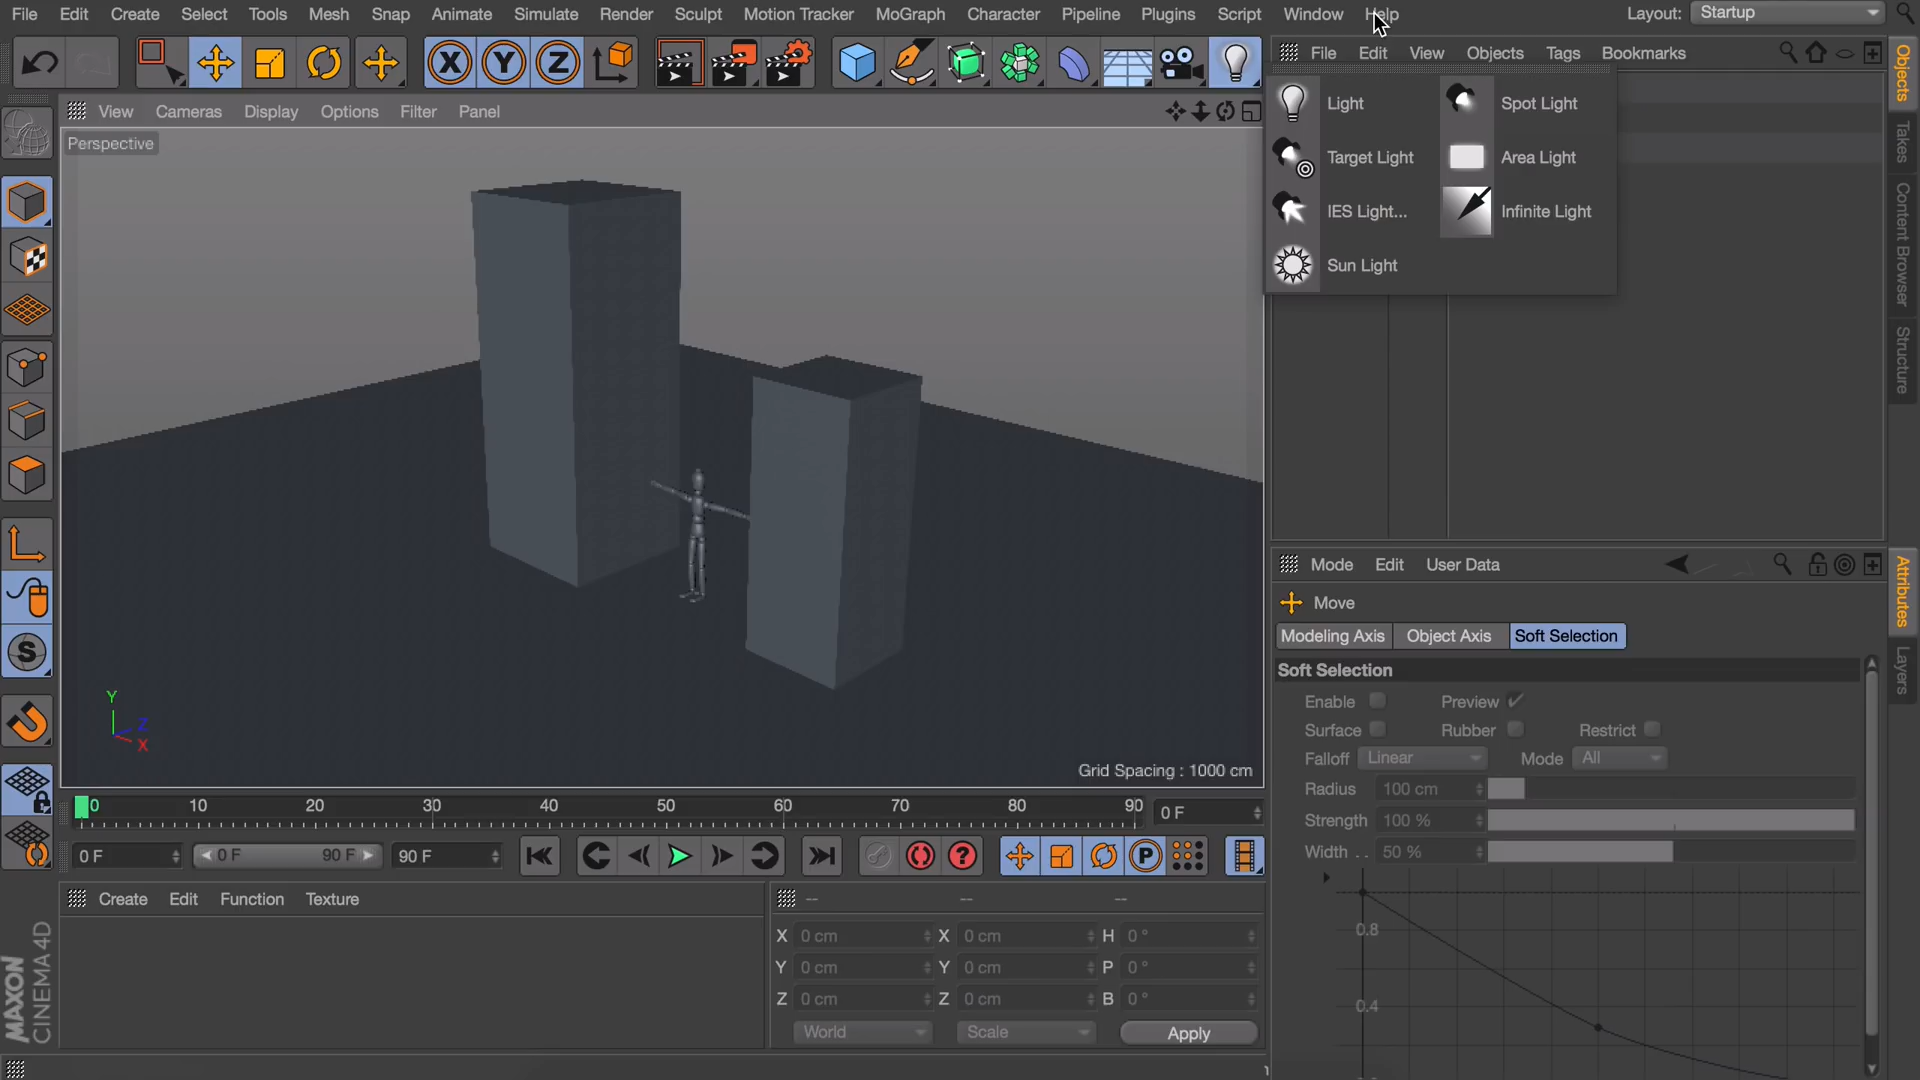 File Edit Create Select Tools Mesh Snap Animate Simulate Render Sculpt Motion Tracker MoGraph Character Pipeline Plugins Script Window Help Layout: Startup
File Edit View Objects Tags Bookmarks
X Y Z
View Cameras Display Options Filter Panel
Perspective
Light Spot Light
Target Light Area Light
IES Light... Infinite Light
Sun Light
Objects
Takes
Content Browser
Structure
S
Y
Z
X
Grid Spacing : 1000 cm
0 10 20 30 40 50 60 70 80 90 0 F
0 F 0 F 90 F 90 F ? P
Create Edit Function Texture
-- -- --
X 0 cm X 0 cm H 0 °
Y 0 cm Y 0 cm P 0 °
Z 0 cm Z 0 cm B 0 °
World Scale Apply
MAXON
CINEMA 4D
Mode Edit User Data
Move
Modeling Axis Object Axis Soft Selection
Soft Selection
Enable Preview
Surface Rubber Restrict
Falloff Linear Mode All
Radius 100 cm
Strength 100 %
Width . . 50 %
0.8
0.4
Attributes
Layers